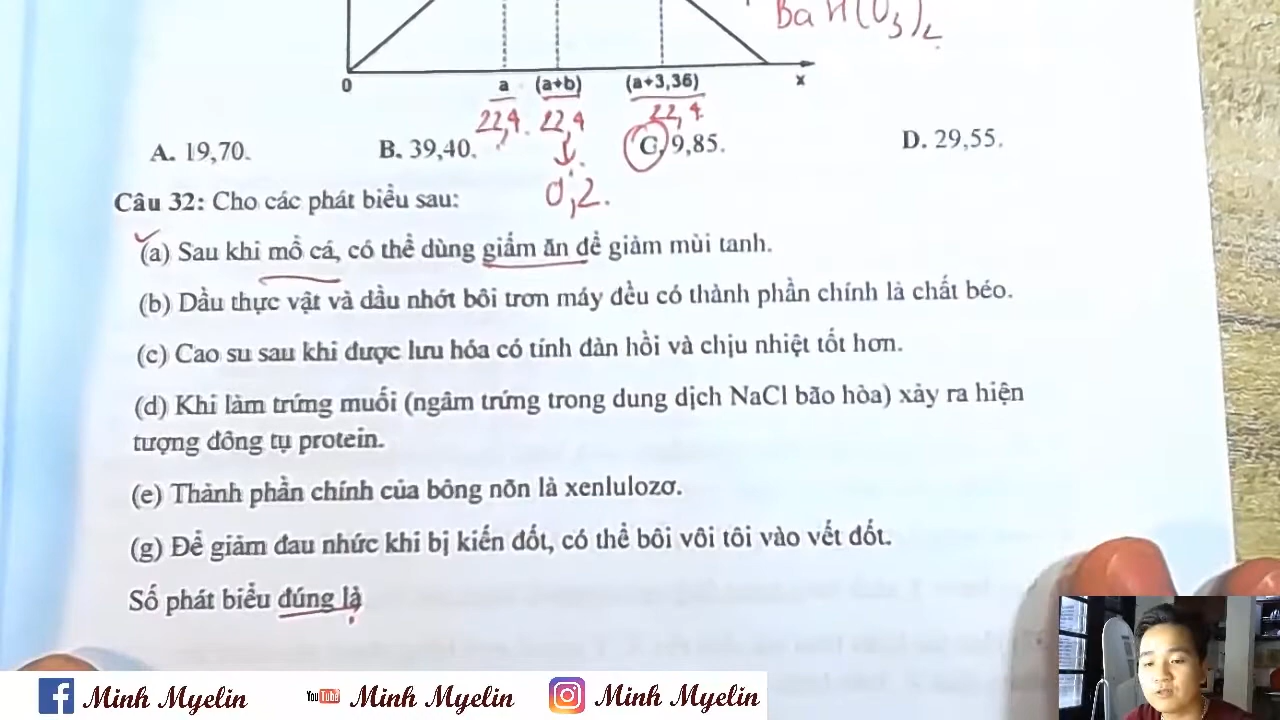 BaH(O3)2
0 a (a+b) (a+3,36) x
22,4. 22,4 22,4
A. 19,70. B. 39,40. C. 9,85. D. 29,55.
0,2.
Câu 32: Cho các phát biểu sau:
(a) Sau khi mổ cá, có thể dùng giấm ăn để giảm mùi tanh.
(b) Dầu thực vật và dầu nhớt bôi trơn máy đều có thành phần chính là chất béo.
(c) Cao su sau khi được lưu hóa có tính đàn hồi và chịu nhiệt tốt hơn.
(d) Khi làm trứng muối (ngâm trứng trong dung dịch NaCl bão hòa) xảy ra hiện
tượng đông tụ protein.
(e) Thành phần chính của bông nõn là xenlulozơ.
(g) Để giảm đau nhức khi bị kiến đốt, có thể bôi vôi tôi vào vết đốt.
Số phát biểu đúng là
Minh Myelin YouTube Minh Myelin Minh Myelin